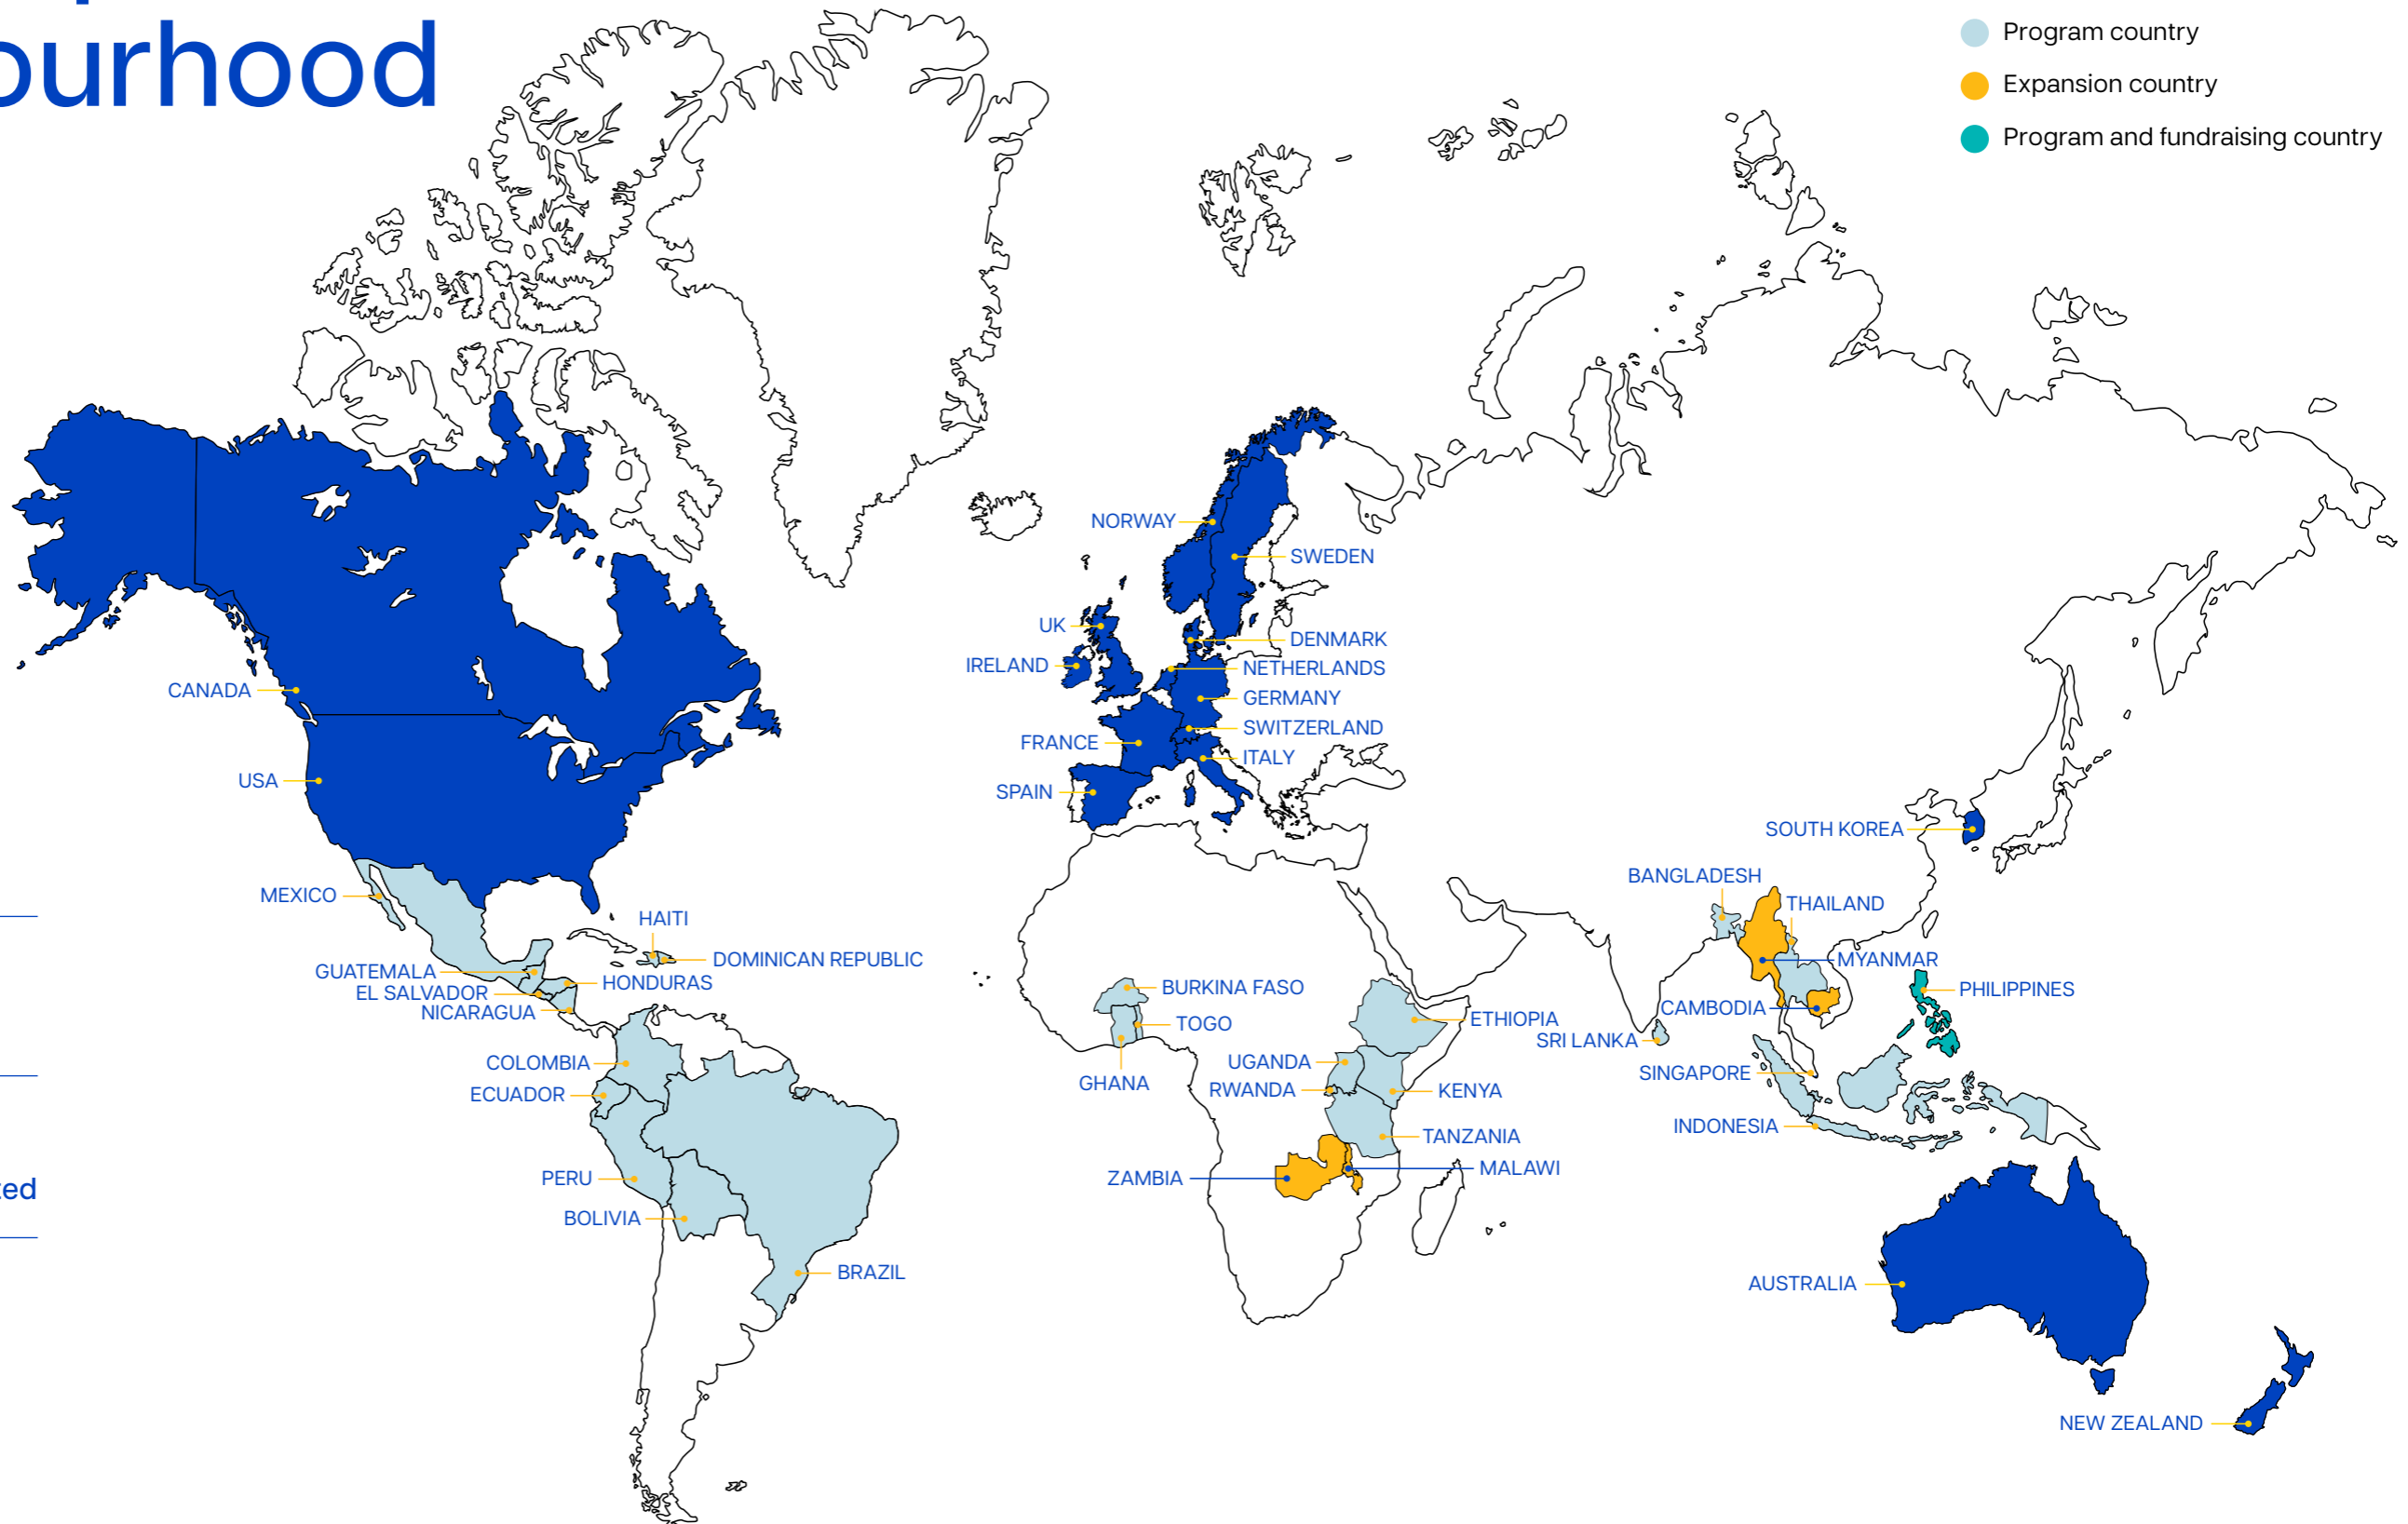 ourhood
Program country
Expansion country
Program and fundraising country
NORWAY
SWEDEN
UK
DENMARK
IRELAND
NETHERLANDS
CANADA
GERMANY
SWITZERLAND
FRANCE
ITALY
USA
SPAIN
SOUTH KOREA
BANGLADESH
MEXICO
THAILAND
HAITI
DOMINICAN REPUBLIC
MYANMAR
GUATEMALA
HONDURAS
BURKINA FASO
PHILIPPINES
EL SALVADOR
CAMBODIA
NICARAGUA
ETHIOPIA
TOGO
SRI LANKA
COLOMBIA
UGANDA
SINGAPORE
GHANA
RWANDA
KENYA
ECUADOR
INDONESIA
TANZANIA
MALAWI
PERU
ZAMBIA
ted
BOLIVIA
BRAZIL
AUSTRALIA
NEW ZEALAND